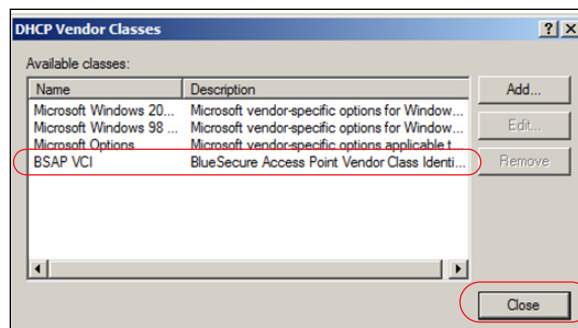 DHCP Vendor Classes
Available classes:
Name Description
Microsoft Windows 20... Microsoft vendor-specific options for Window...
Microsoft Windows 98 ... Microsoft vendor-specific options for Window...
Microsoft Options Microsoft vendor-specific options applicable t...
BSAP VCI BlueSecure Access Point Vendor Class Identi...
Add...
Edit...
Remove
Close